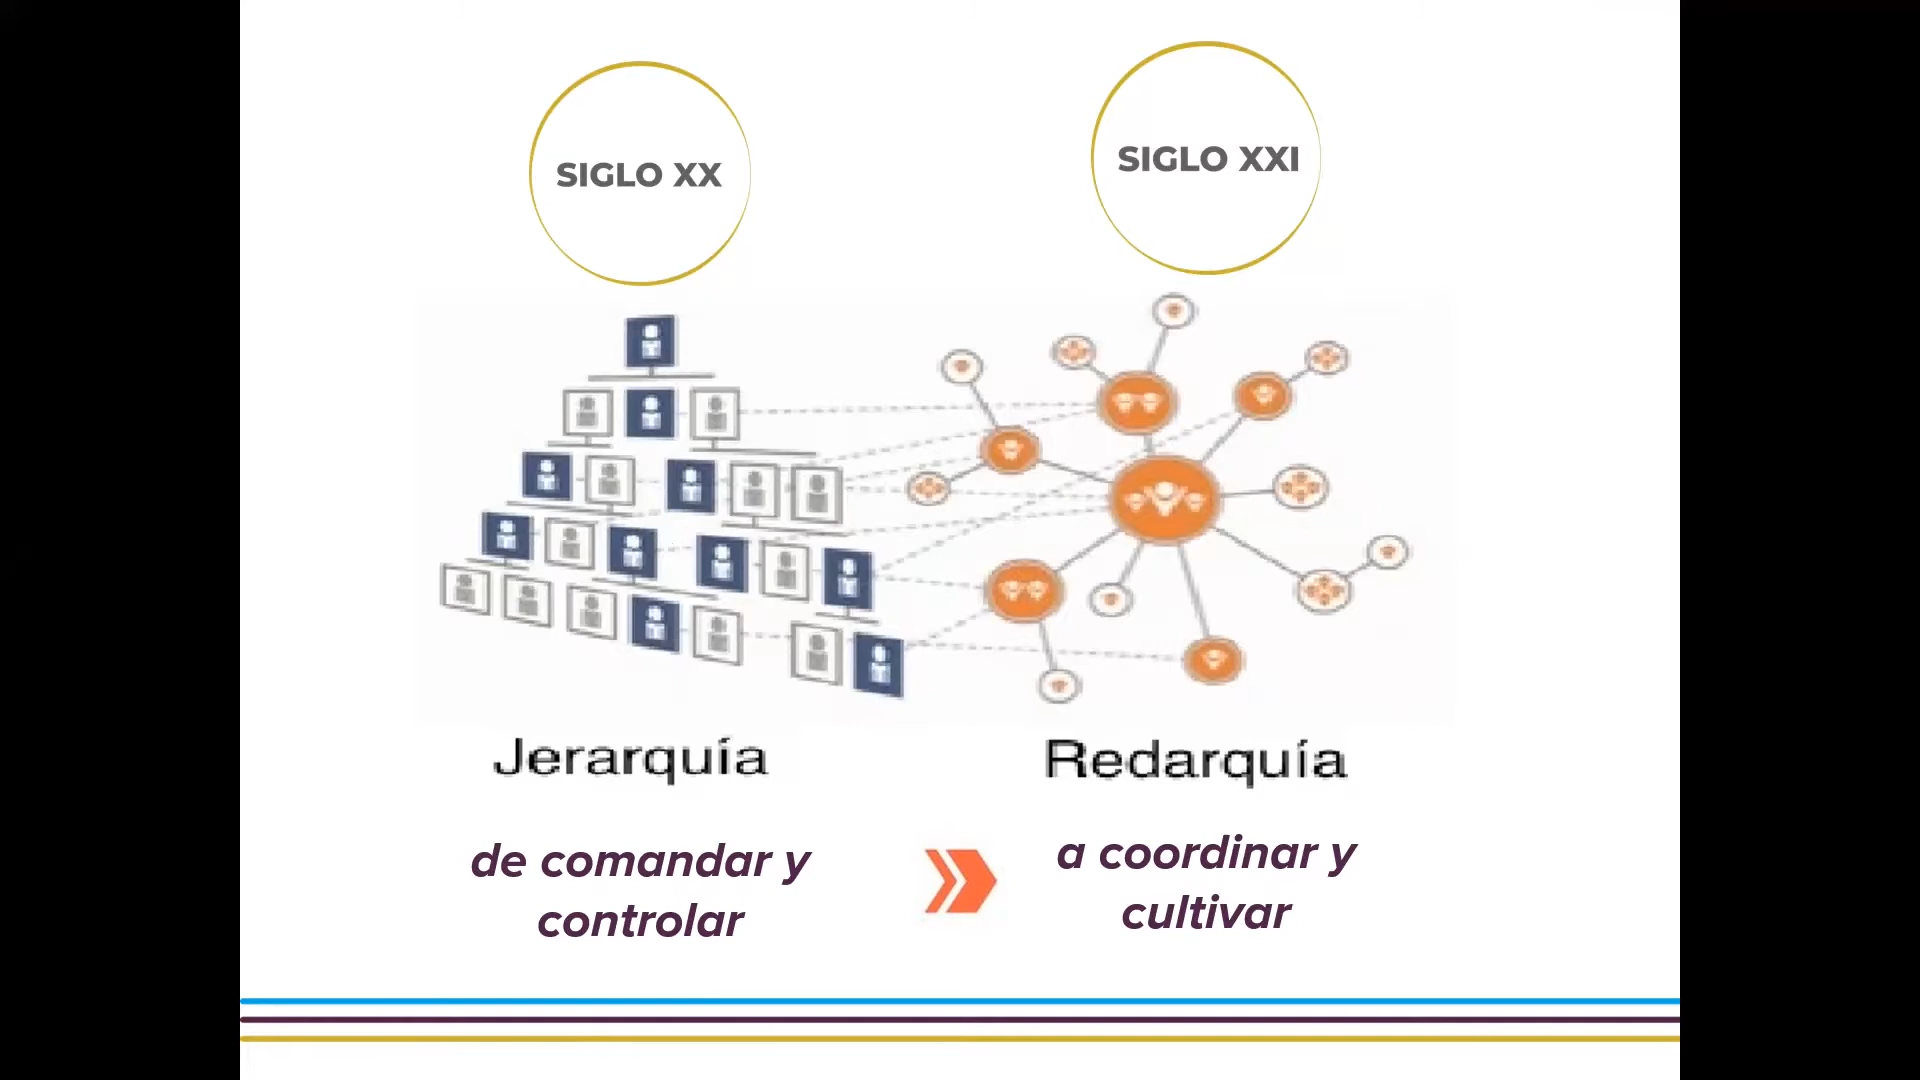 SIGLO XX
SIGLO XXI
Jerarquía
Redarquía
de comandar y
controlar
a coordinar y
cultivar